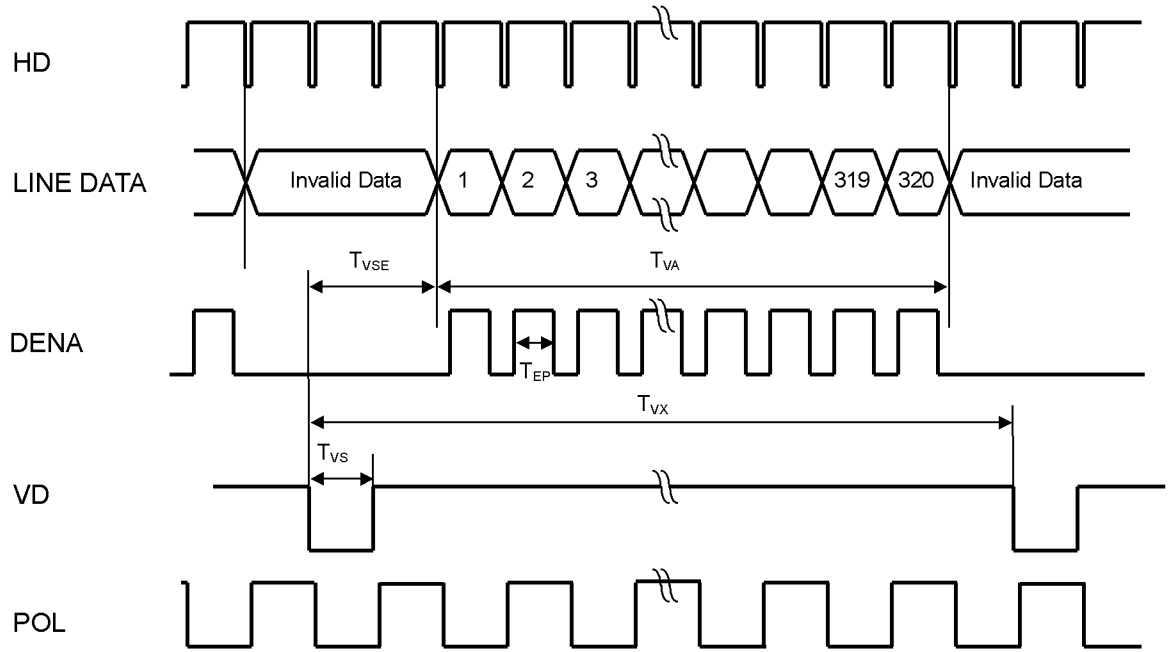 HD
LINE DATA
Invalid Data
1
2
3
319
320
Invalid Data
TVSE
TVA
DENA
TEP
TVX
TVS
VD
POL